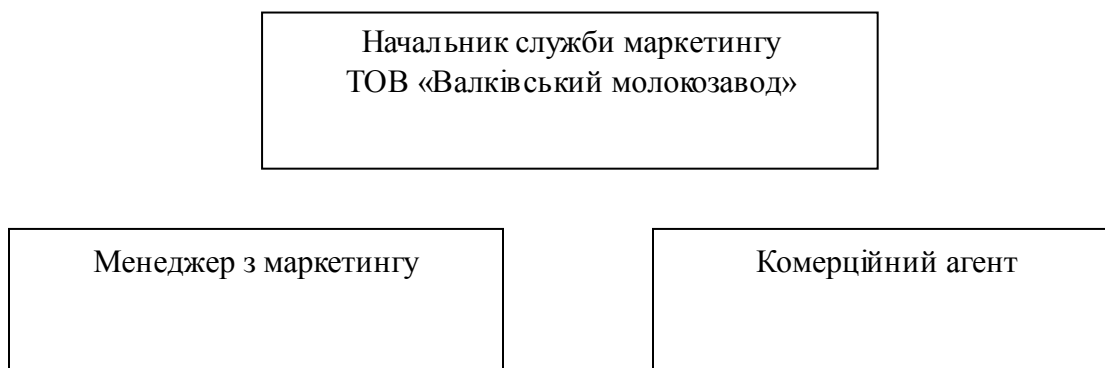 Начальник служби маркетингу
ТОВ «Валківський молокозавод»
Менеджер з маркетингу
Комерційний агент